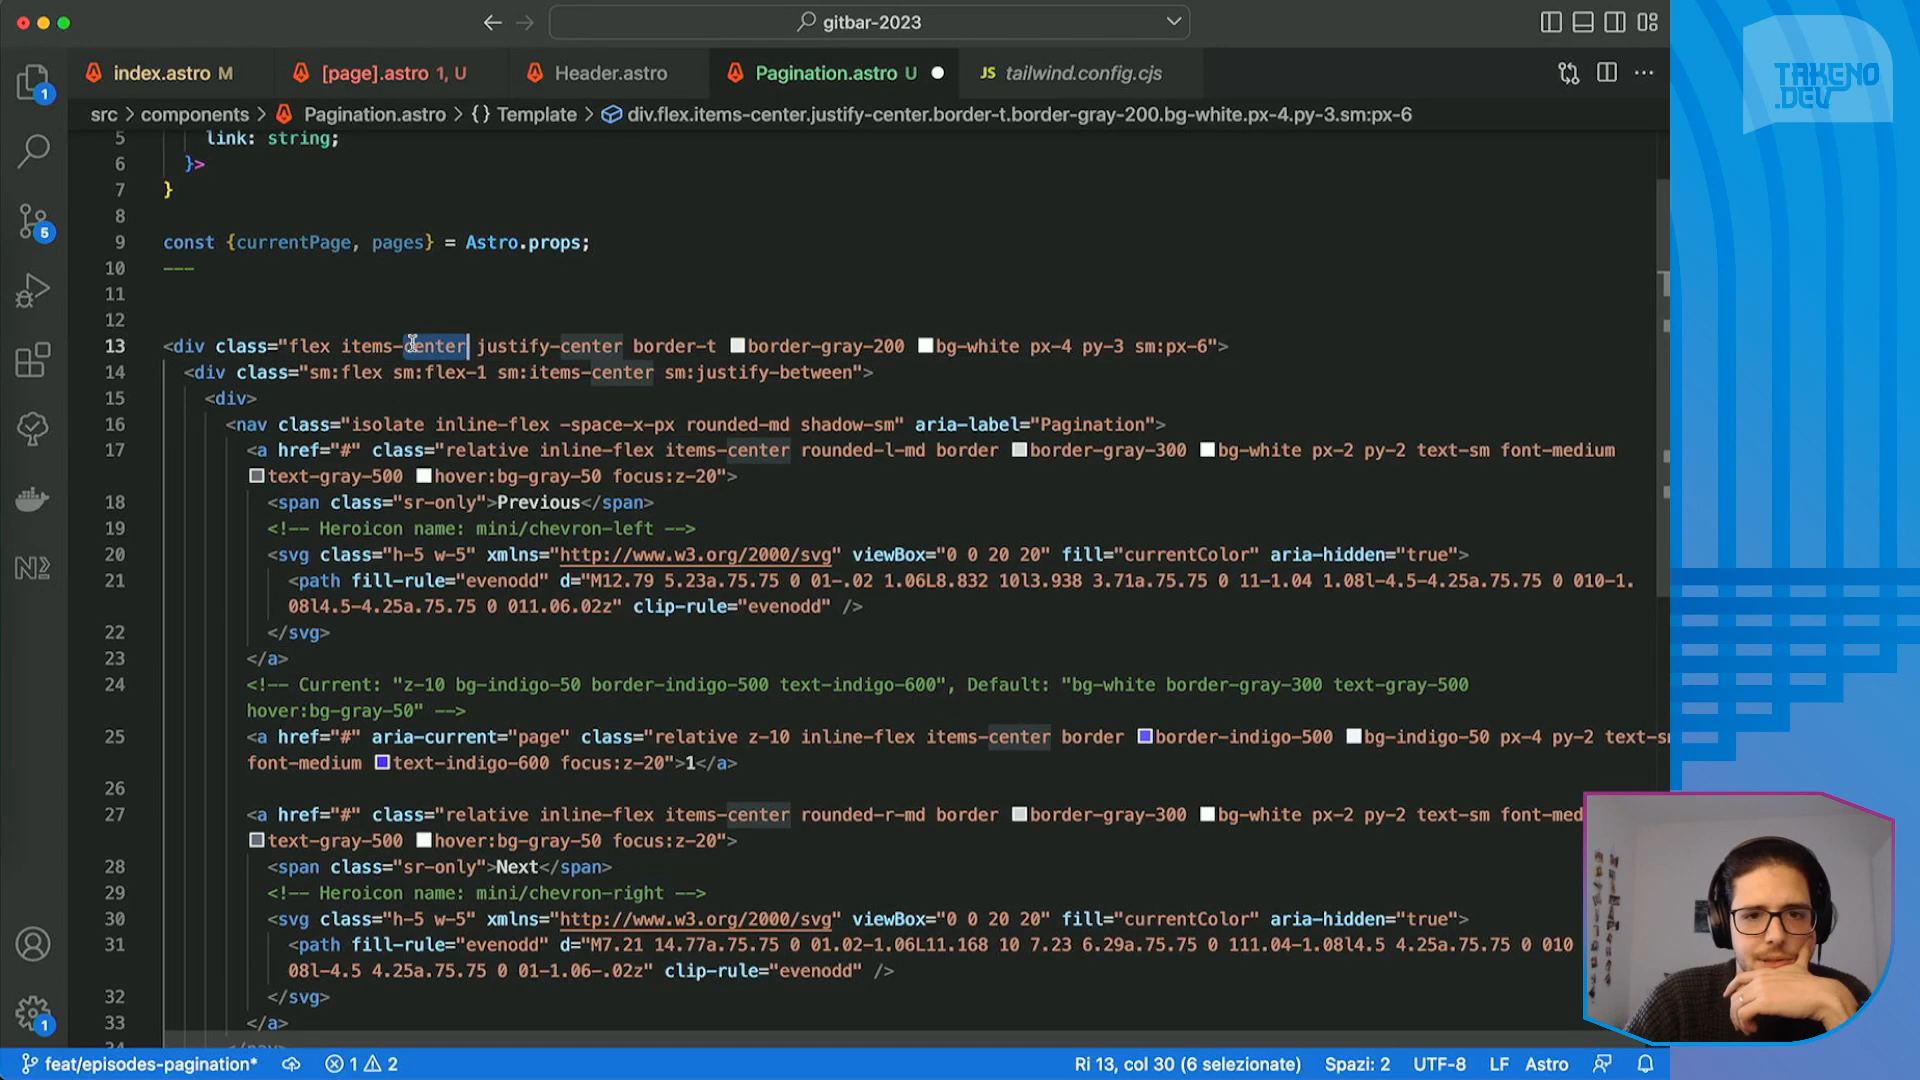 gitbar-2023
index.astro M
[page].astro 1, U
Header.astro
Pagination.astro U
JS tailwind.config.cjs
TAKENO
.DEV
src > components > Pagination.astro > {} Template > div.flex.items-center.justify-center.border-t.border-gray-200.bg-white.px-4.py-3.sm:px-6
5 link: string;
6 }>
7 }
8
9 const {currentPage, pages} = Astro.props;
10 ---
11
12
13 <div class="flex items-center justify-center border-t border-gray-200 bg-white px-4 py-3 sm:px-6">
14 <div class="sm:flex sm:flex-1 sm:items-center sm:justify-between">
15 <div>
16 <nav class="isolate inline-flex -space-x-px rounded-md shadow-sm" aria-label="Pagination">
17 <a href="#" class="relative inline-flex items-center rounded-l-md border border-gray-300 bg-white px-2 py-2 text-sm font-medium
text-gray-500 hover:bg-gray-50 focus:z-20">
18 <span class="sr-only">Previous</span>
19 <!-- Heroicon name: mini/chevron-left -->
20 <svg class="h-5 w-5" xmlns="http://www.w3.org/2000/svg" viewBox="0 0 20 20" fill="currentColor" aria-hidden="true">
21 <path fill-rule="evenodd" d="M12.79 5.23a.75.75 0 01-.02 1.06L8.832 10l3.938 3.71a.75.75 0 11-1.04 1.08l-4.5-4.25a.75.75 0 010-1.
08l4.5-4.25a.75.75 0 011.06.02z" clip-rule="evenodd" />
22 </svg>
23 </a>
24 <!-- Current: "z-10 bg-indigo-50 border-indigo-500 text-indigo-600", Default: "bg-white border-gray-300 text-gray-500
hover:bg-gray-50" -->
25 <a href="#" aria-current="page" class="relative z-10 inline-flex items-center border border-indigo-500 bg-indigo-50 px-4 py-2 text-s
font-medium text-indigo-600 focus:z-20">1</a>
26
27 <a href="#" class="relative inline-flex items-center rounded-r-md border border-gray-300 bg-white px-2 py-2 text-sm font-med
text-gray-500 hover:bg-gray-50 focus:z-20">
28 <span class="sr-only">Next</span>
29 <!-- Heroicon name: mini/chevron-right -->
30 <svg class="h-5 w-5" xmlns="http://www.w3.org/2000/svg" viewBox="0 0 20 20" fill="currentColor" aria-hidden="true">
31 <path fill-rule="evenodd" d="M7.21 14.77a.75.75 0 01.02-1.06L11.168 10 7.23 6.29a.75.75 0 111.04-1.08l4.5 4.25a.75.75 0 010
08l-4.5 4.25a.75.75 0 01-1.06-.02z" clip-rule="evenodd" />
32 </svg>
33 </a>
1
5
1
feat/episodes-pagination*
1 2
Ri 13, col 30 (6 selezionate)
Spazi: 2
UTF-8
LF
Astro